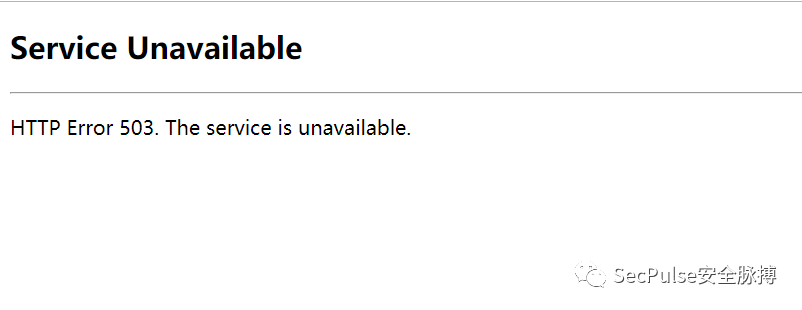 Service Unavailable
HTTP Error 503. The service is unavailable.
SecPulse安全脉搏